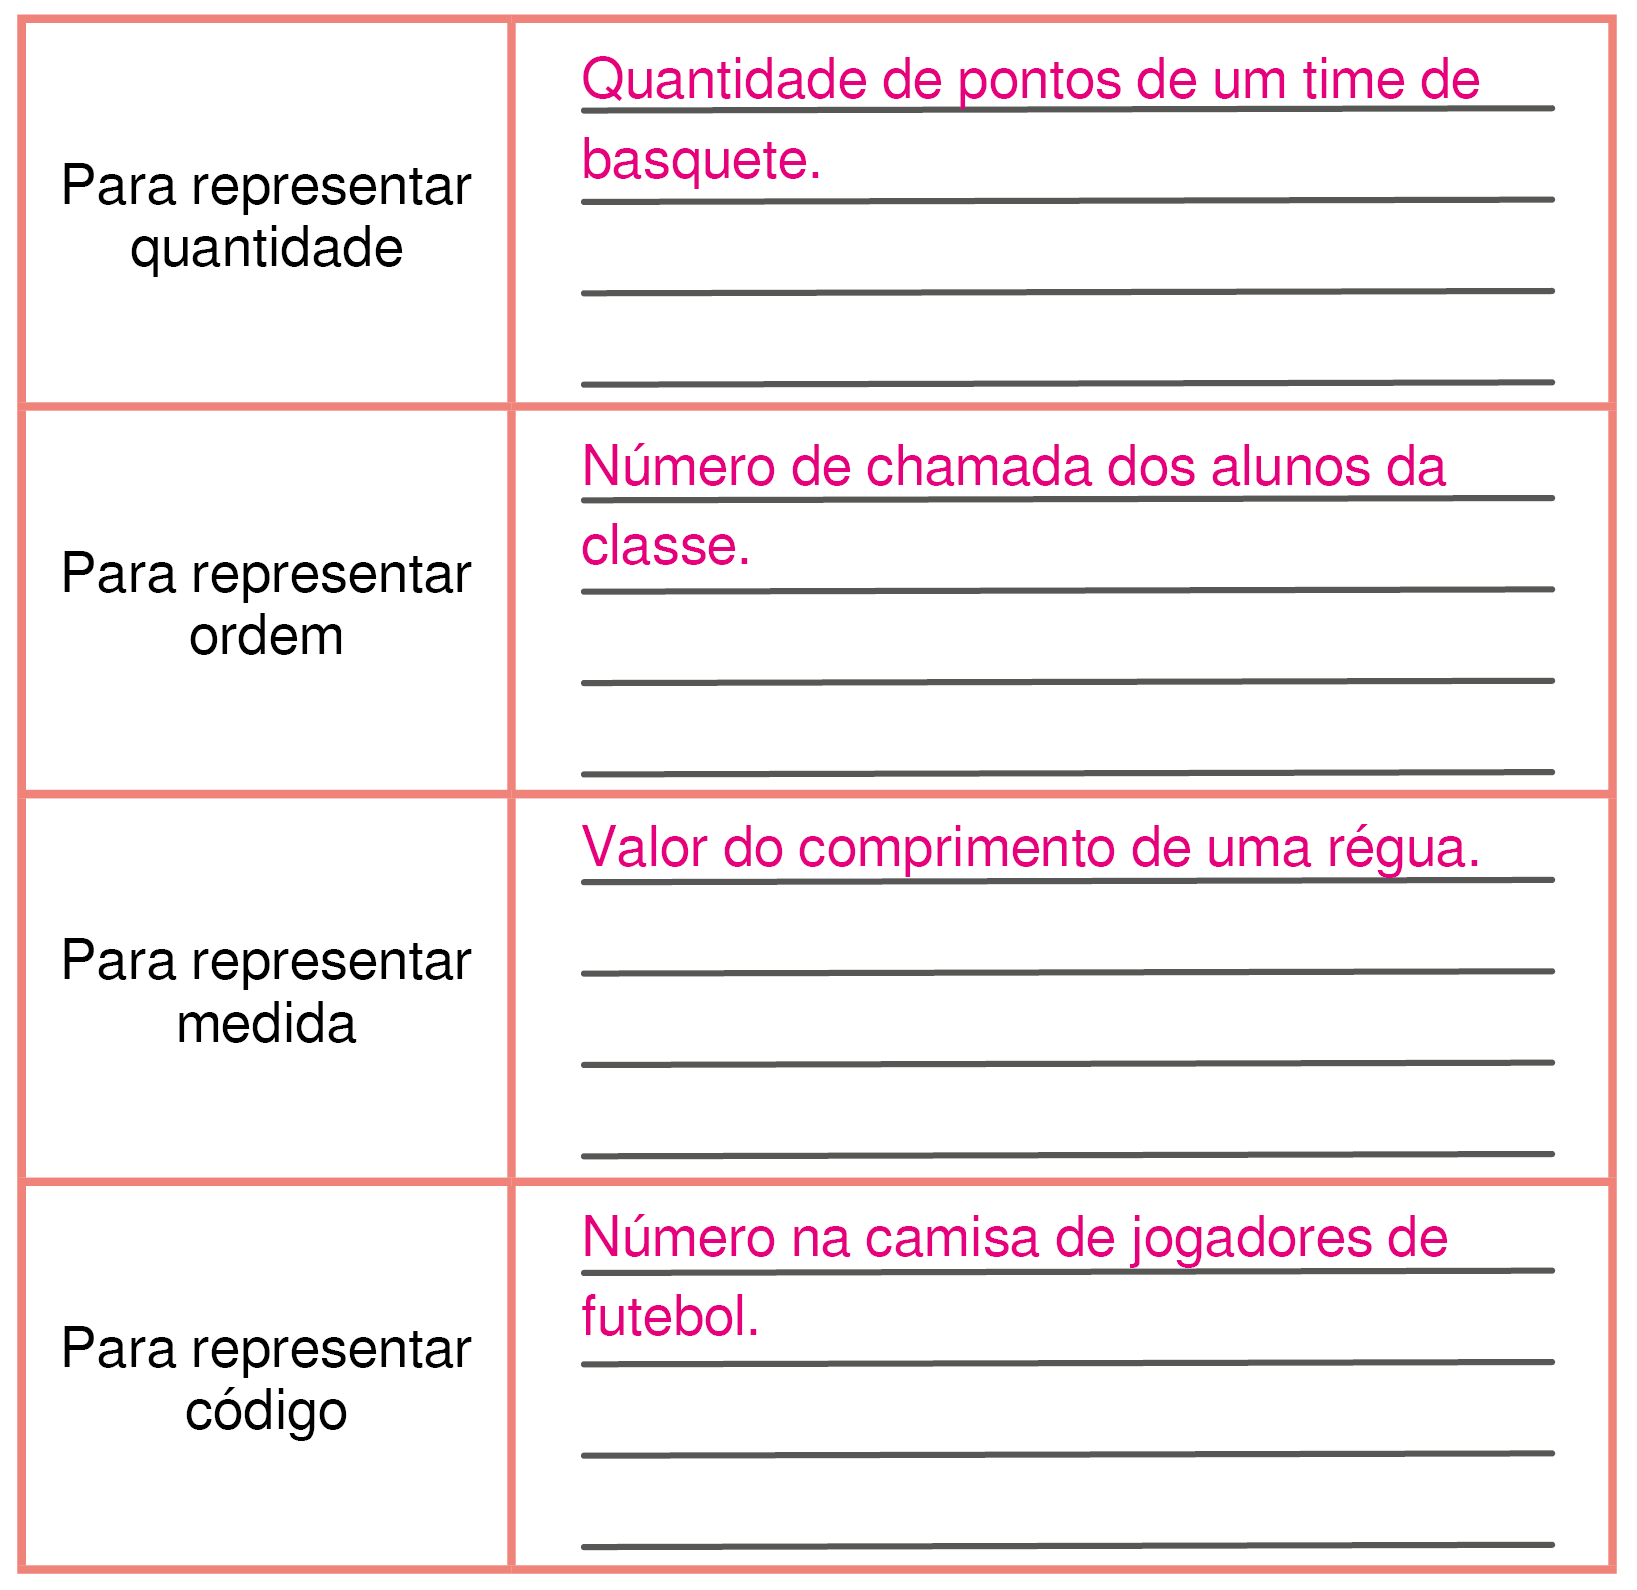 Para representar
quantidade
Quantidade de pontos de um time de
basquete.
Para representar
ordem
Número de chamada dos alunos da
classe.
Para representar
medida
Valor do comprimento de uma régua.
Para representar
código
Número na camisa de jogadores de
futebol.